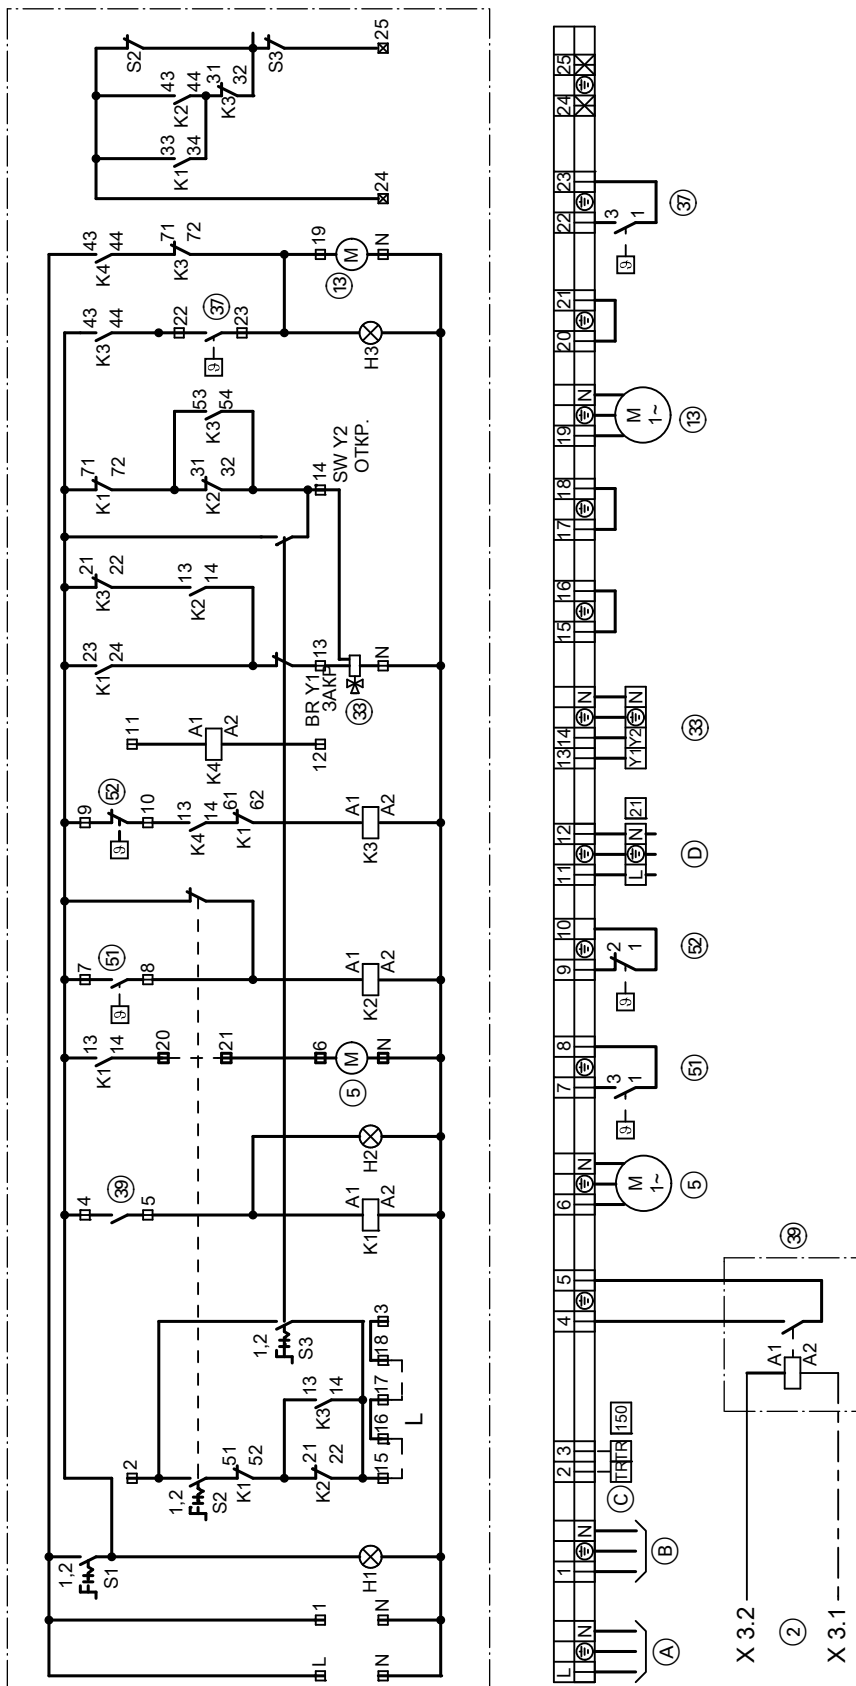 L
N
1
N
1,2
S1
H1
2
1,2
S2
51
52
K1
21
22
K2
13
14
K3
15
16
17
18
3
L
1,2
S3
4
39
5
A1
A2
K1
H2
13
14
K1
20
21
6
M
N
5
7
51
8
ϑ
A1
A2
K2
9
52
10
ϑ
13
14
K4
61
62
K1
A1
A2
K3
11
A1
A2
K4
12
23
24
K1
BR Y1
ЗАКР.
13
33
N
21
22
K3
13
14
K2
71
72
K1
31
32
K2
53
54
K3
14
SW Y2
ОТКР.
43
44
K3
22
37
23
ϑ
H3
43
44
K4
71
72
K3
19
M
N
13
24
33
34
K1
43
44
K2
31
32
K3
S2
S3
25
L
N
A
1
N
B
2
3
TR
TR
150
C
4
5
39
A1
A2
X 3.2
2
X 3.1
6
N
M
1~
5
7
8
3
1
ϑ
51
9
10
2
1
ϑ
52
11
12
L
N
21
D
13
14
N
Y1
Y2
N
33
15
16
17
18
19
N
M
1~
13
20
21
22
23
3
1
ϑ
37
24
25